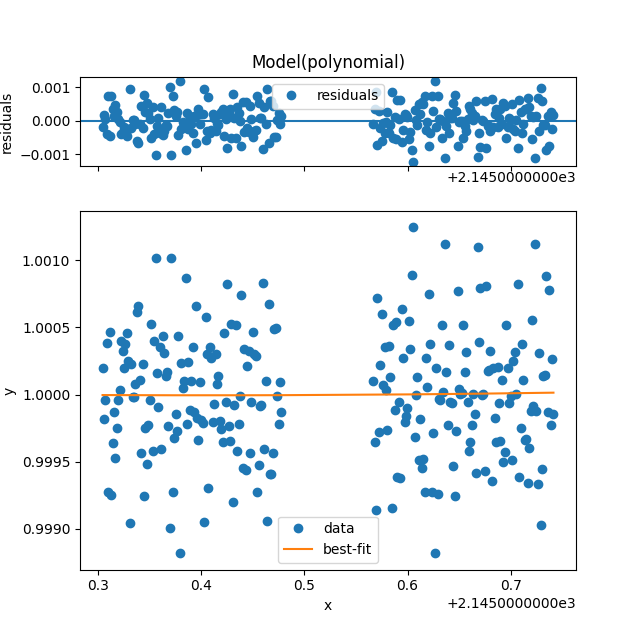 Model(polynomial)
0.001
0.000
−0.001
residuals
residuals
+2.1450000000e3
1.0010
1.0005
1.0000
0.9995
0.9990
y
data
best-fit
0.3 0.4 0.5 0.6 0.7
x
+2.1450000000e3